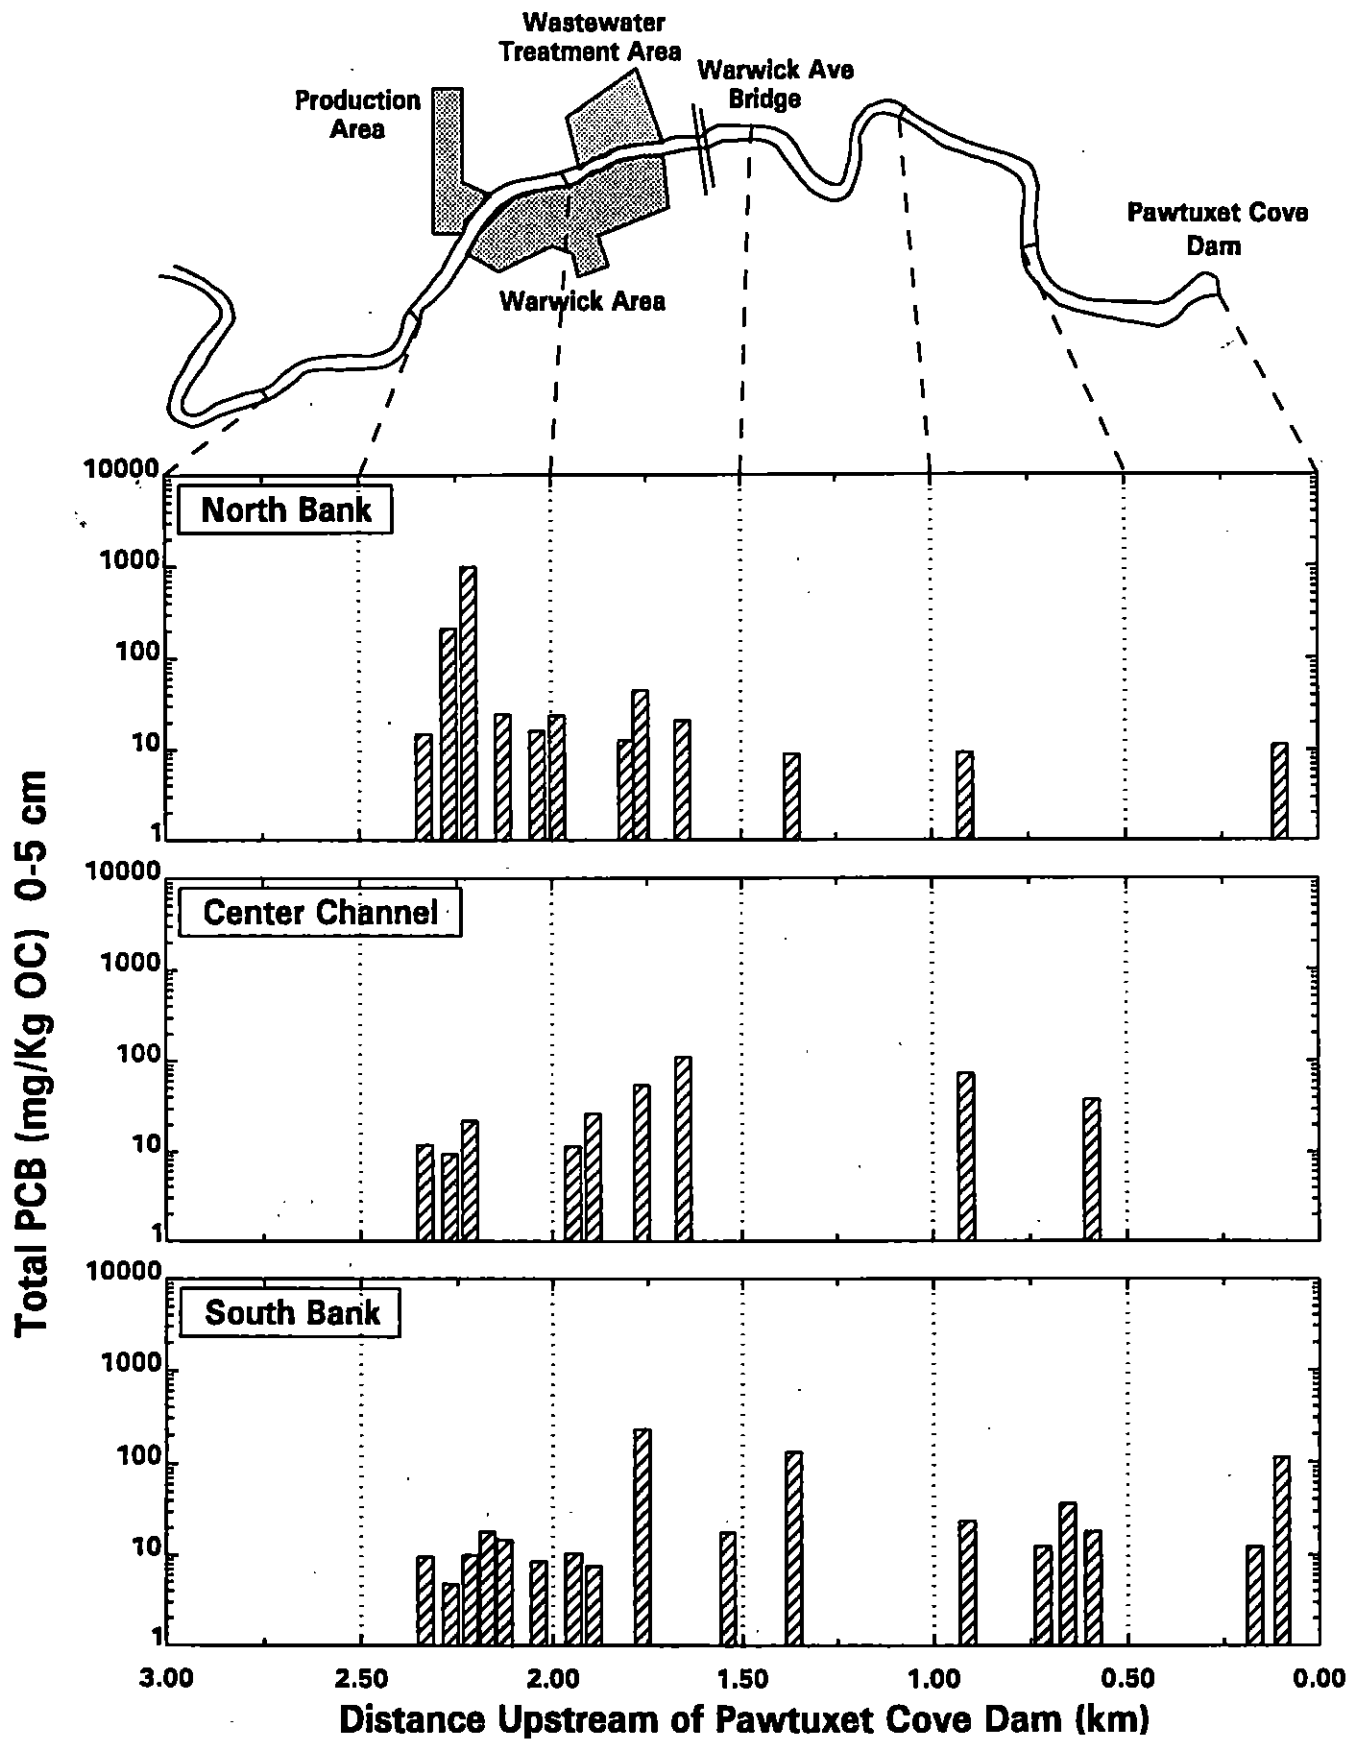 Wastewater
Treatment Area
Warwick Ave
Bridge
Production
Area
Pawtuxet Cove
Dam
Warwick Area
Total PCB (mg/Kg OC) 0-5 cm
10000
North Bank
1000
100
10
1
10000
Center Channel
1000
100
10
1
10000
South Bank
1000
100
10
1
3.00 2.50 2.00 1.50 1.00 0.50 0.00
Distance Upstream of Pawtuxet Cove Dam (km)